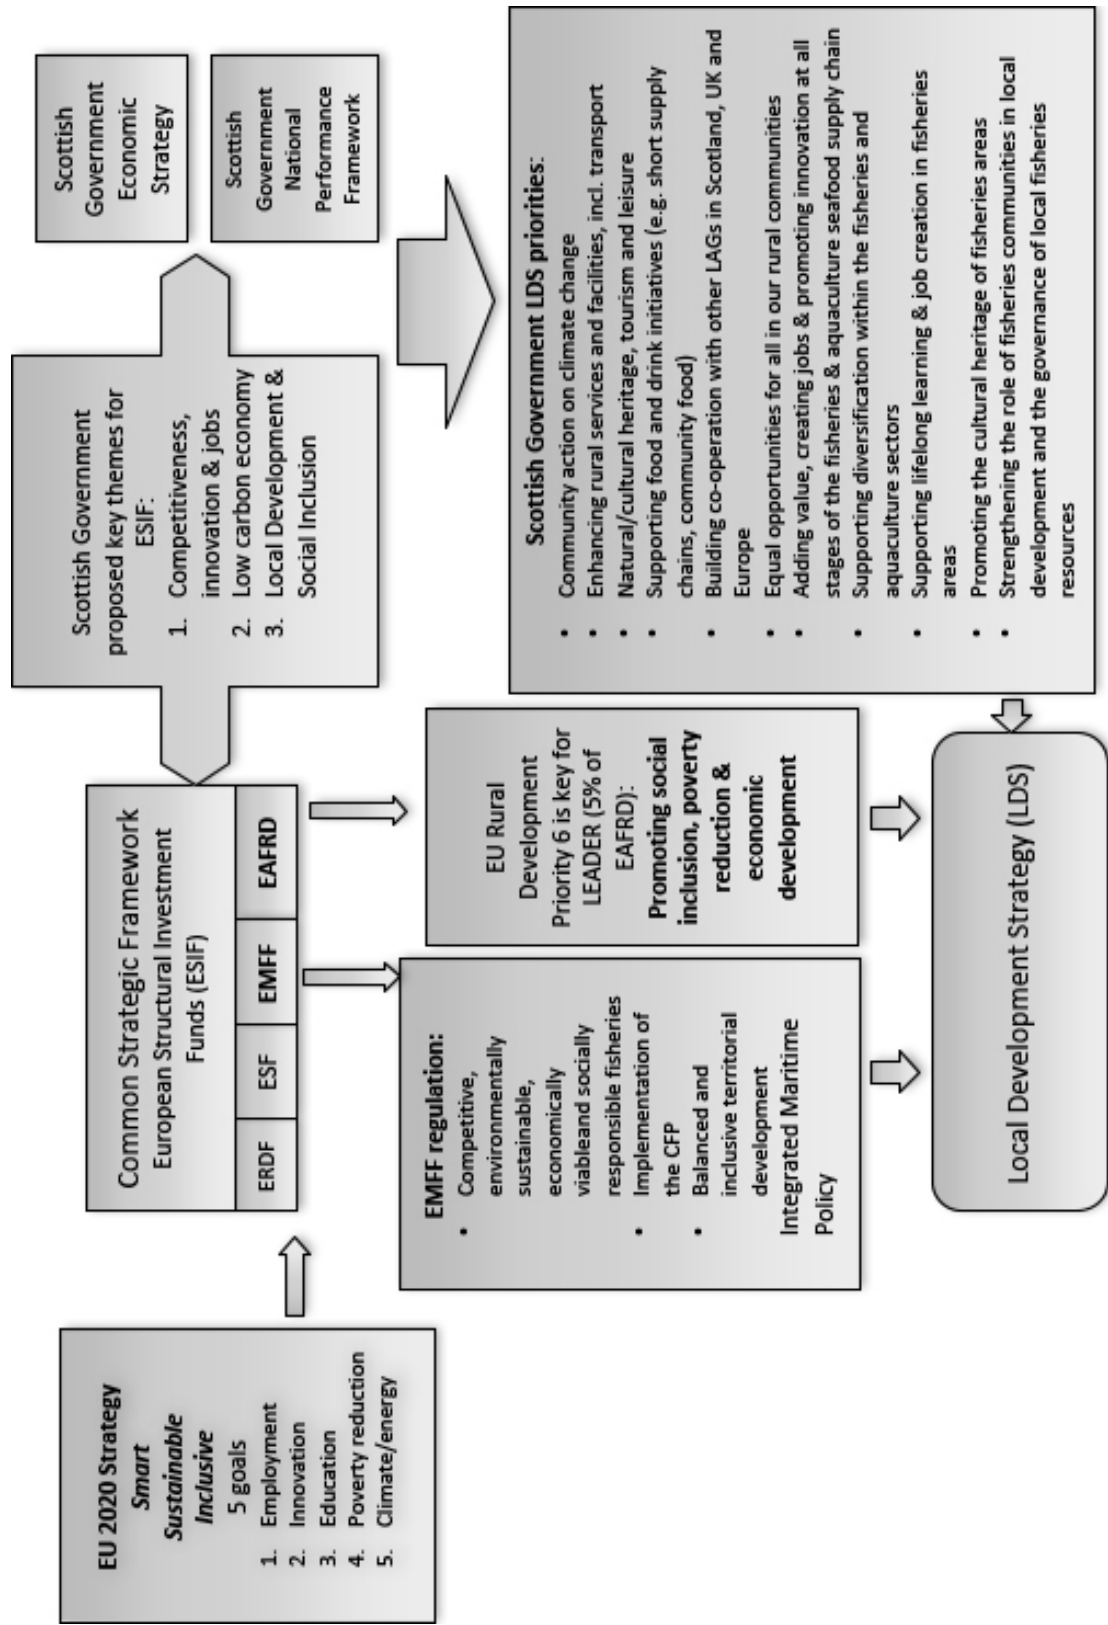 EU 2020 Strategy
Smart
Sustainable
Inclusive
5 goals
1. Employment
2. Innovation
3. Education
4. Poverty reduction
5. Climate/energy
Common Strategic Framework
European Structural Investment
Funds (ESIF)
ERDF
ESF
EMFF
EAFRD
Scottish Government
proposed key themes for
ESIF:
1. Competitiveness,
innovation & jobs
2. Low carbon economy
3. Local Development &
Social Inclusion
Scottish
Government
Economic
Strategy
Scottish
Government
National
Performance
Framework
EMFF regulation:
• Competitive,
environmentally
sustainable,
economically
viableand socially
responsible fisheries
• Implementation of
the CFP
• Balanced and
inclusive territorial
development
Integrated Maritime
Policy
EU Rural
Development
Priority 6 is key for
LEADER (5% of
EAFRD):
Promoting social
inclusion, poverty
reduction &
economic
development
Scottish Government LDS priorities:
• Community action on climate change
• Enhancing rural services and facilities, incl. transport
• Natural/cultural heritage, tourism and leisure
• Supporting food and drink initiatives (e.g. short supply
chains, community food)
• Building co-operation with other LAGs in Scotland, UK and
Europe
• Equal opportunities for all in our rural communities
• Adding value, creating jobs & promoting innovation at all
stages of the fisheries & aquaculture seafood supply chain
• Supporting diversification within the fisheries and
aquaculture sectors
• Supporting lifelong learning & job creation in fisheries
areas
• Promoting the cultural heritage of fisheries areas
• Strengthening the role of fisheries communities in local
development and the governance of local fisheries
resources
Local Development Strategy (LDS)